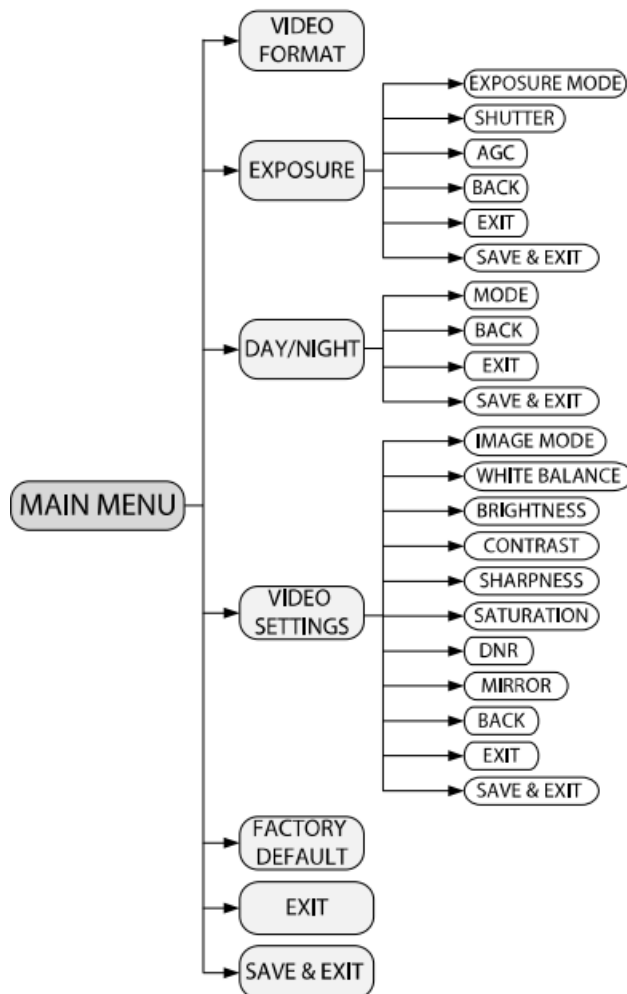 VIDEO
FORMAT
EXPOSURE MODE
SHUTTER
AGC
EXPOSURE
BACK
EXIT
SAVE & EXIT
MODE
BACK
DAY/NIGHT
EXIT
SAVE & EXIT
IMAGE MODE
WHITE BALANCE
MAIN MENU
BRIGHTNESS
CONTRAST
SHARPNESS
VIDEO
SETTINGS
SATURATION
DNR
MIRROR
BACK
EXIT
SAVE & EXIT
FACTORY
DEFAULT
EXIT
SAVE & EXIT